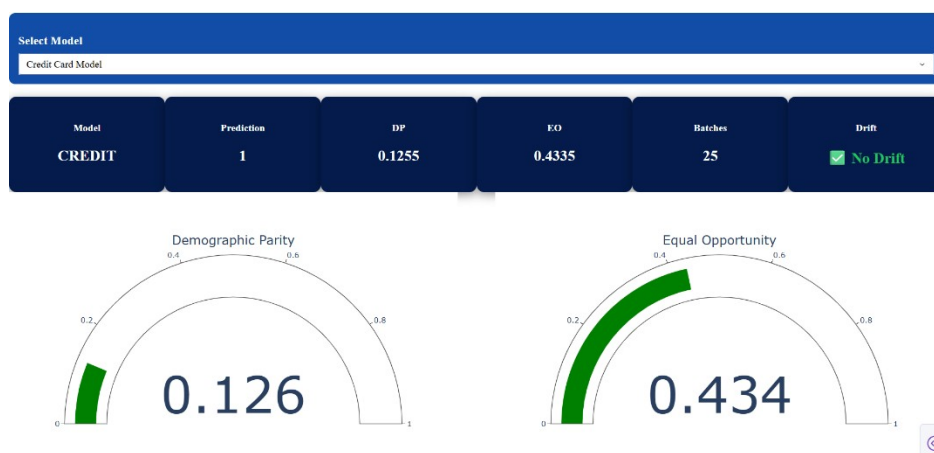 Select Model
Credit Card Model
Model Prediction DP EO Batches Drift
CREDIT 1 0.1255 0.4335 25 ✅ No Drift
Demographic Parity Equal Opportunity
0.4 0.6 0.4 0.6
0.2 0.8 0.2 0.8
0.126 0.434
0 1 0 1